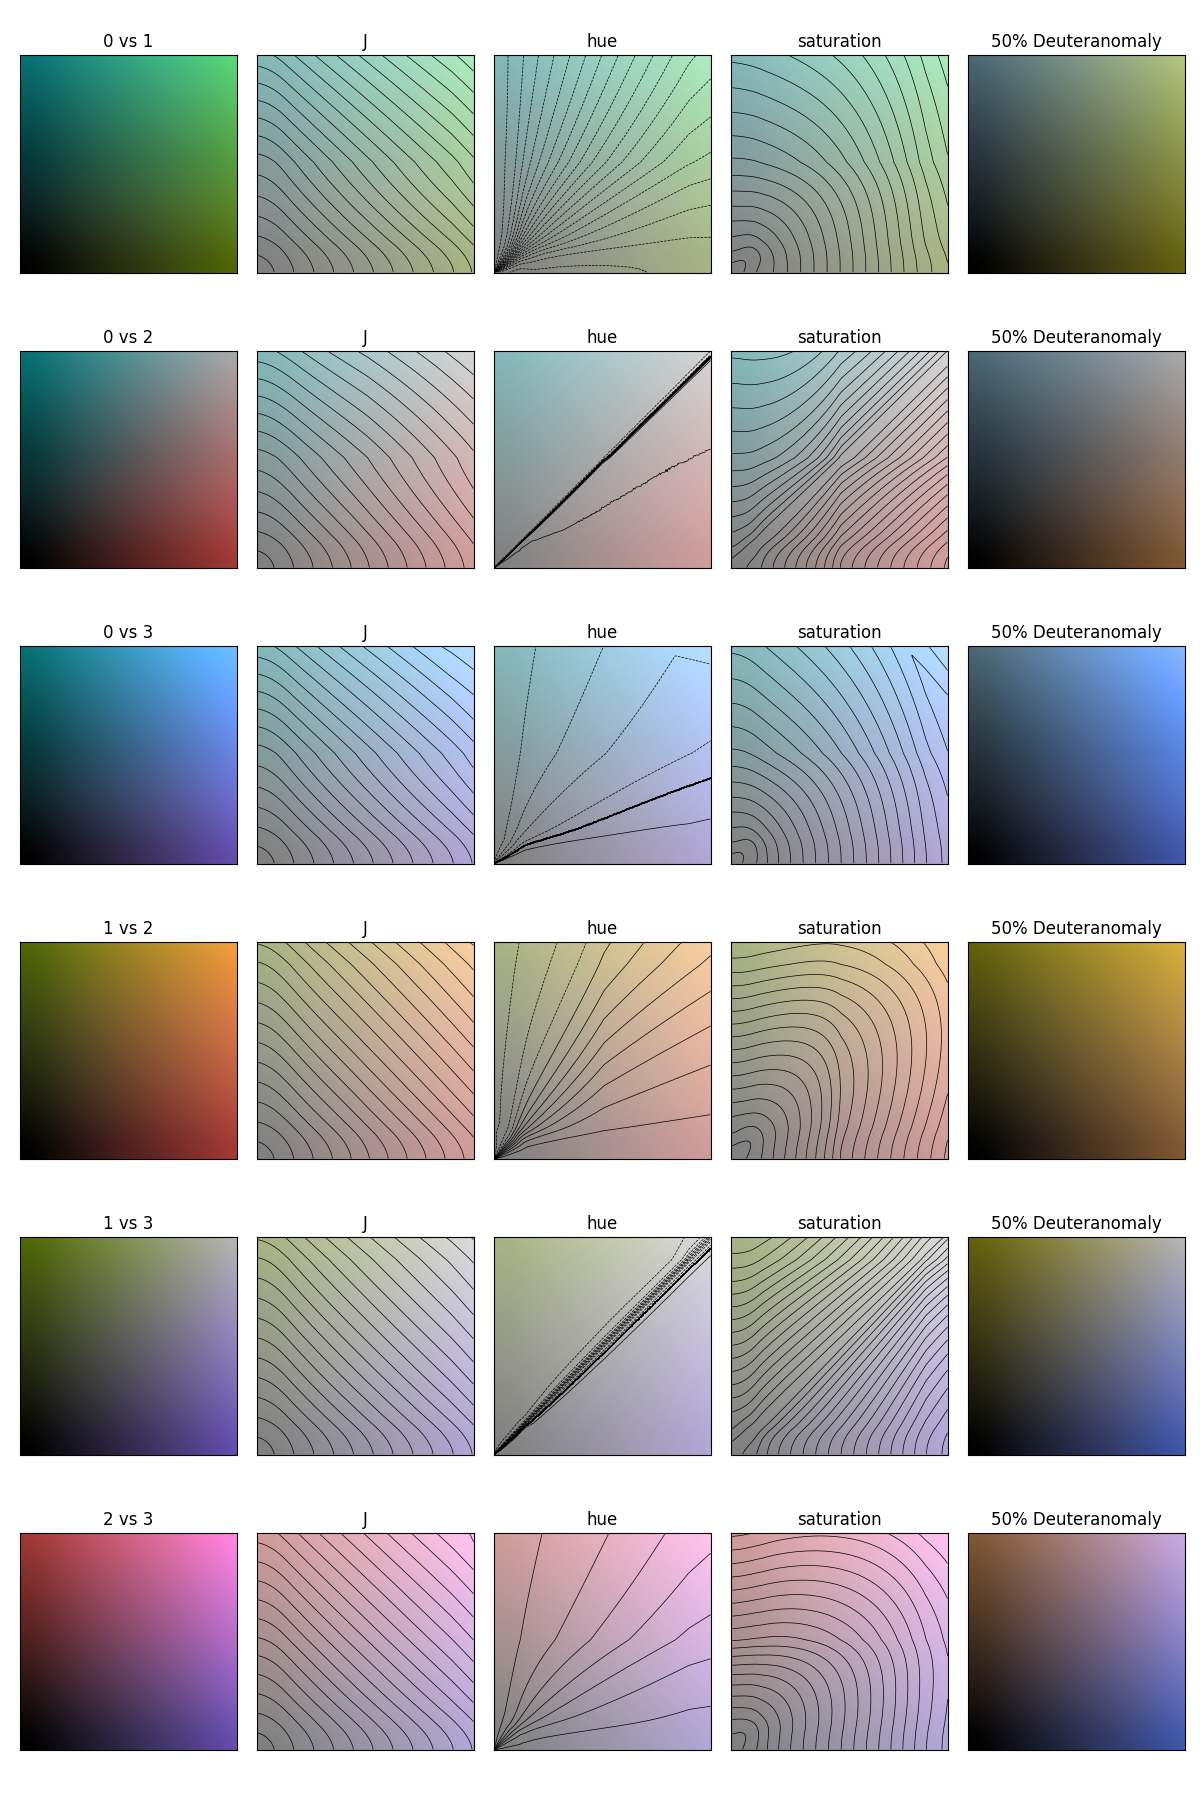 0 vs 1 J hue saturation 50% Deuteranomaly
0 vs 2 J hue saturation 50% Deuteranomaly
0 vs 3 J hue saturation 50% Deuteranomaly
1 vs 2 J hue saturation 50% Deuteranomaly
1 vs 3 J hue saturation 50% Deuteranomaly
2 vs 3 J hue saturation 50% Deuteranomaly